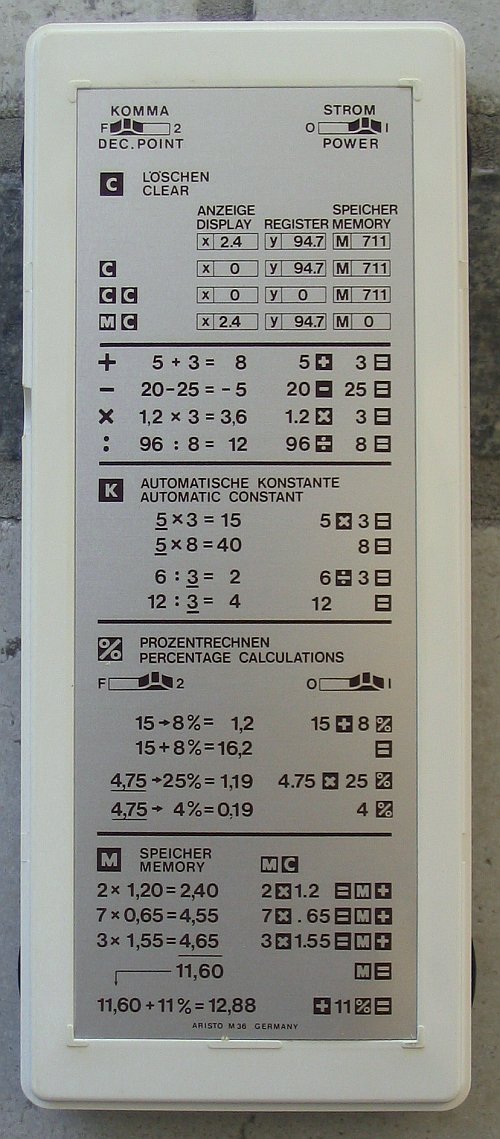 KOMMA STROM
F 2 O I
DEC. POINT POWER
C LÖSCHEN
CLEAR
ANZEIGE SPEICHER
DISPLAY REGISTER MEMORY
x 2.4 y 94.7 M 711
C x 0 y 94.7 M 711
C C x 0 y 0 M 711
M C x 2.4 y 94.7 M 0
+ 5 + 3 = 8 5 + 3 =
− 20-25 = -5 20 - 25 =
× 1,2 × 3 = 3,6 1.2 × 3 =
: 96 : 8 = 12 96 ÷ 8 =
K AUTOMATISCHE KONSTANTE
AUTOMATIC CONSTANT
5 × 3 = 15 5 × 3 =
5 × 8 = 40 8 =
6 : 3 = 2 6 ÷ 3 =
12 : 3 = 4 12 =
% PROZENTRECHNEN
PERCENTAGE CALCULATIONS
F 2 O I
15 → 8% = 1,2 15 + 8 %
15 + 8% = 16,2 =
4,75 → 25% = 1,19 4.75 × 25 %
4,75 → 4% = 0,19 4 %
M SPEICHER
MEMORY M C
2 × 1,20 = 2,40 2 × 1.2 = M +
7 × 0,65 = 4,55 7 × .65 = M +
3 × 1,55 = 4,65 3 × 1.55 = M +
11,60 M =
11,60 + 11% = 12,88 + 11 % =
ARISTO M 36 GERMANY